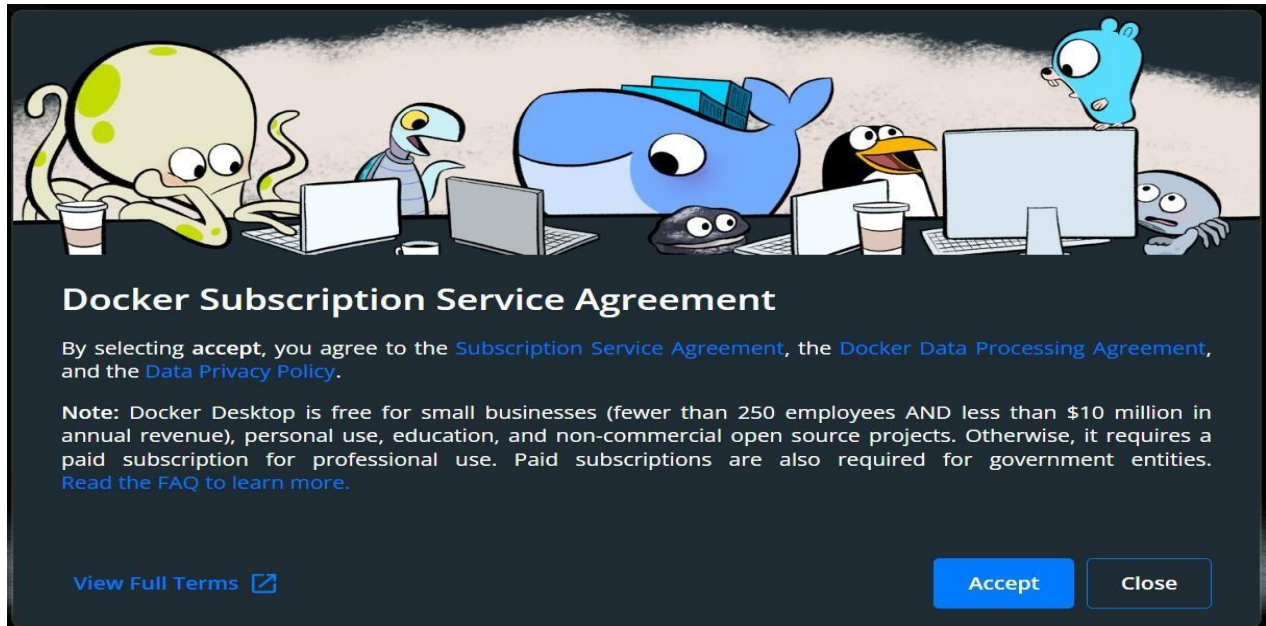 Docker Subscription Service Agreement
By selecting accept, you agree to the Subscription Service Agreement, the Docker Data Processing Agreement,
and the Data Privacy Policy.
Note: Docker Desktop is free for small businesses (fewer than 250 employees AND less than $10 million in
annual revenue), personal use, education, and non-commercial open source projects. Otherwise, it requires a
paid subscription for professional use. Paid subscriptions are also required for government entities.
Read the FAQ to learn more.
View Full Terms
Accept
Close